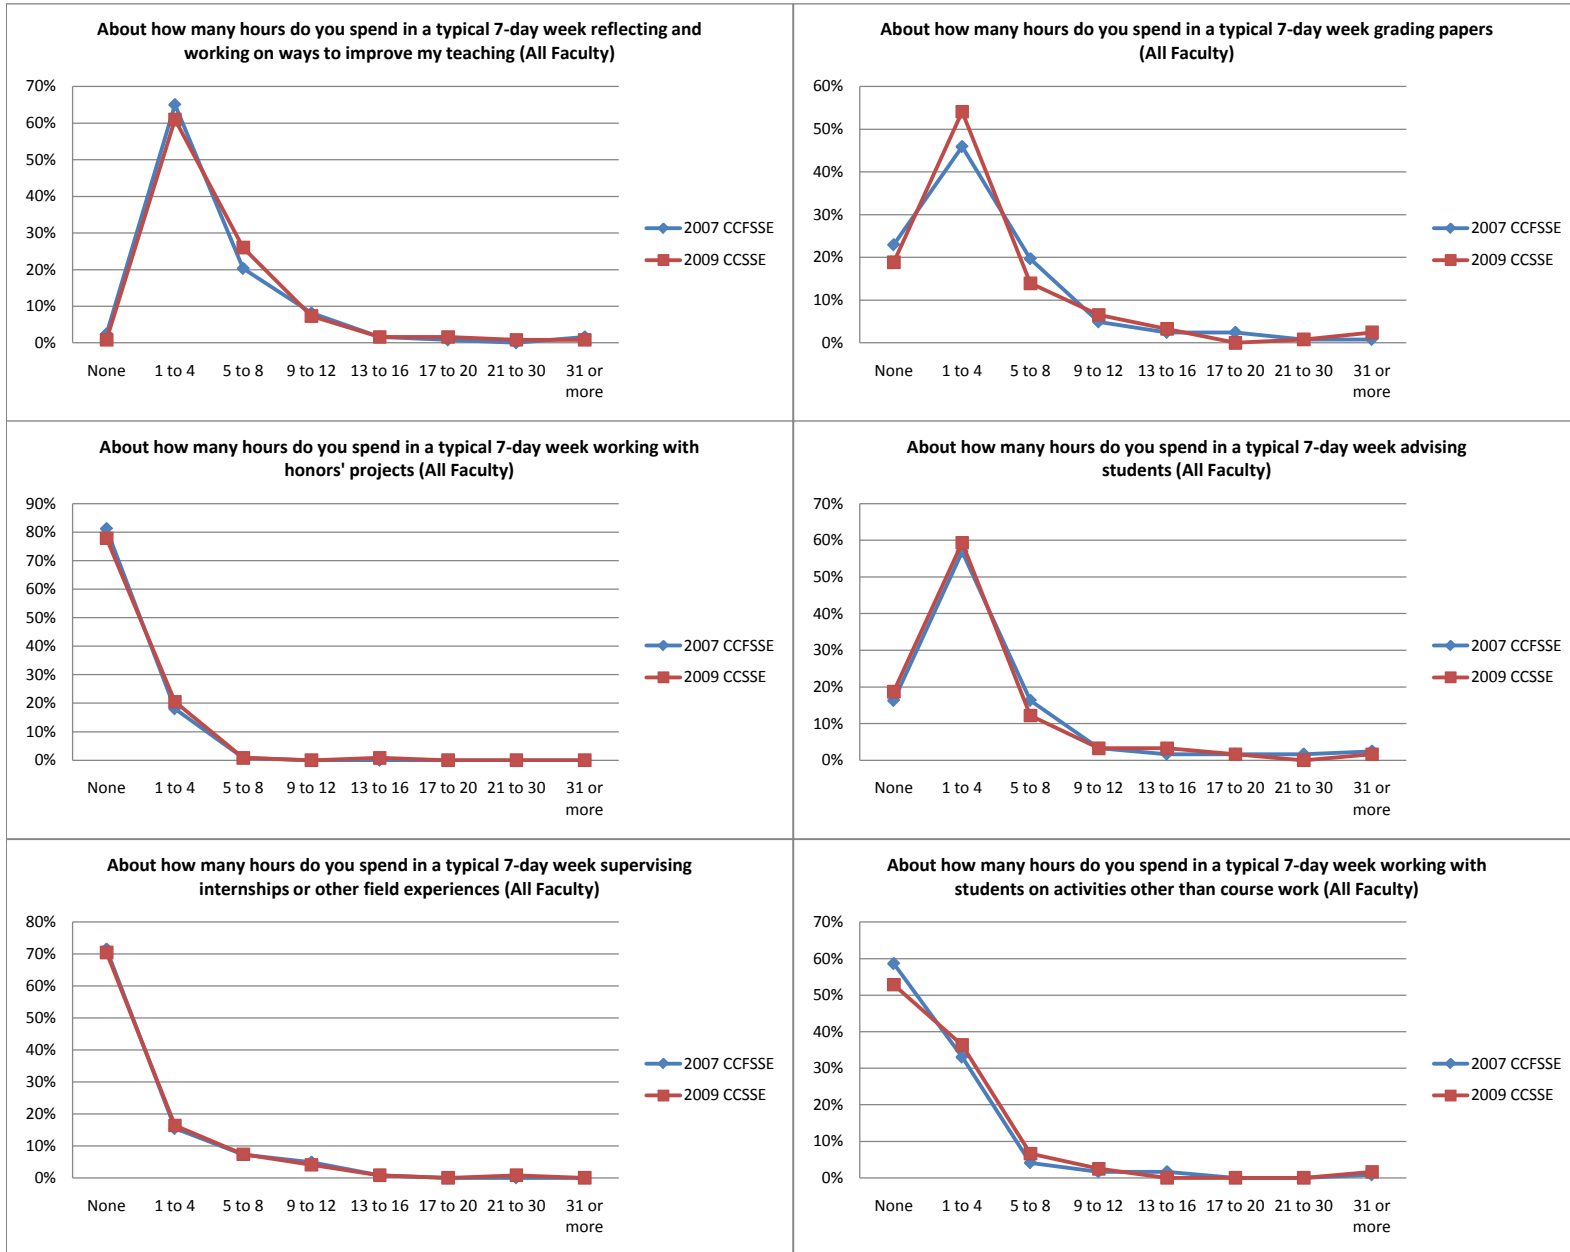 About how many hours do you spend in a typical 7-day week reflecting and
working on ways to improve my teaching (All Faculty)
70%
60%
50%
40%
30%
20%
10%
0%
None 1 to 4 5 to 8 9 to 12 13 to 16 17 to 20 21 to 30 31 or
more
2007 CCFSSE
2009 CCSSE
About how many hours do you spend in a typical 7-day week grading papers
(All Faculty)
60%
50%
40%
30%
20%
10%
0%
None 1 to 4 5 to 8 9 to 12 13 to 16 17 to 20 21 to 30 31 or
more
2007 CCFSSE
2009 CCSSE
About how many hours do you spend in a typical 7-day week working with
honors' projects (All Faculty)
90%
80%
70%
60%
50%
40%
30%
20%
10%
0%
None 1 to 4 5 to 8 9 to 12 13 to 16 17 to 20 21 to 30 31 or
more
2007 CCFSSE
2009 CCSSE
About how many hours do you spend in a typical 7-day week advising
students (All Faculty)
70%
60%
50%
40%
30%
20%
10%
0%
None 1 to 4 5 to 8 9 to 12 13 to 16 17 to 20 21 to 30 31 or
more
2007 CCFSSE
2009 CCSSE
About how many hours do you spend in a typical 7-day week supervising
internships or other field experiences (All Faculty)
80%
70%
60%
50%
40%
30%
20%
10%
0%
None 1 to 4 5 to 8 9 to 12 13 to 16 17 to 20 21 to 30 31 or
more
2007 CCFSSE
2009 CCSSE
About how many hours do you spend in a typical 7-day week working with
students on activities other than course work (All Faculty)
70%
60%
50%
40%
30%
20%
10%
0%
None 1 to 4 5 to 8 9 to 12 13 to 16 17 to 20 21 to 30 31 or
more
2007 CCFSSE
2009 CCSSE